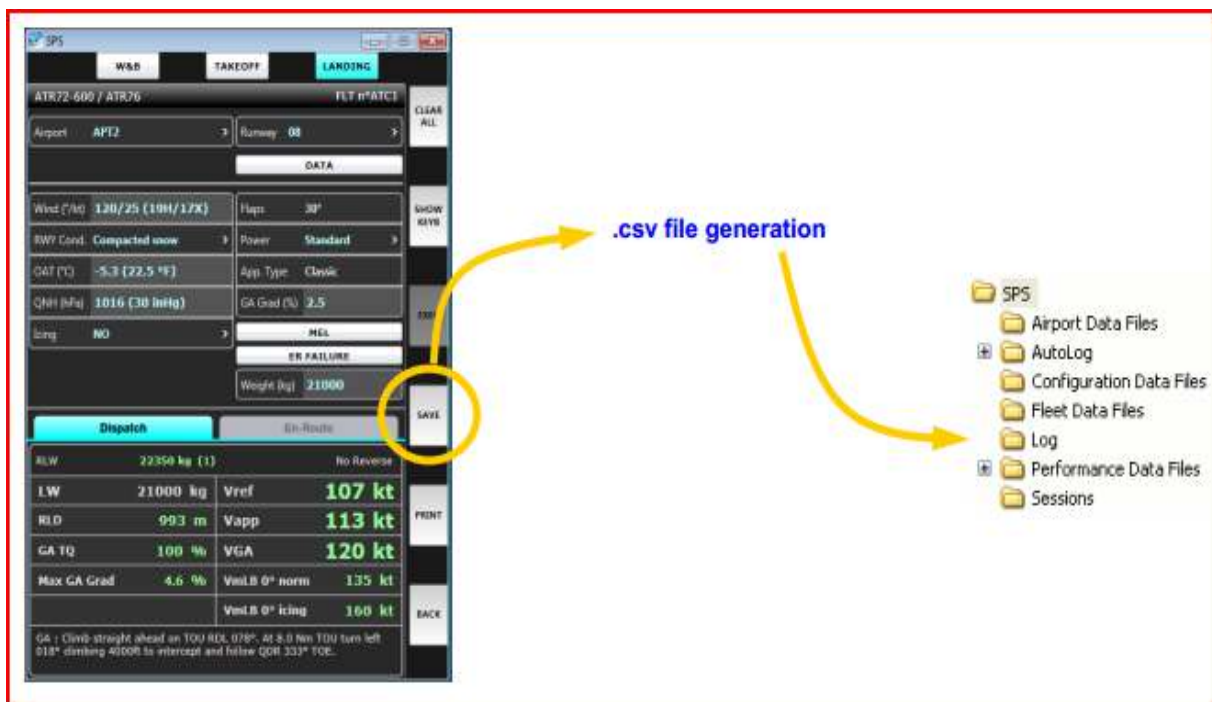 SPS
W&B TAKEOFF LANDING
ATR72-600 / ATR76 FLT n°ATC1
CLEAR ALL
Airport APT2 > Runway 08 >
DATA
Wind (°/kt) 120/25 (19H/17X) Flaps 30°
SHOW KEYB
RWY Cond. Compacted snow > Power Standard >
OAT (°C) -5.3 (22.5 °F) App. Type Classic
QNH (hPa) 1016 (30 inHg) GA Grad (%) 2.5
Icing NO > MEL
ER FAILURE
Weight (kg) 21000
SAVE
Dispatch En-Route
RLW 22350 kg (1) No Reverse
LW 21000 kg Vref 107 kt
RLD 993 m Vapp 113 kt
PRINT
GA TQ 100 % VGA 120 kt
Max GA Grad 4.6 % VmLB 0° norm 135 kt
VmLB 0° icing 160 kt
BACK
GA : Climb straight ahead on TOU RDL 078°. At 8.0 Nm TOU turn left
018° climbing 4000ft to intercept and follow QDR 333° TOE.
.csv file generation
SPS
Airport Data Files
AutoLog
Configuration Data Files
Fleet Data Files
Log
Performance Data Files
Sessions